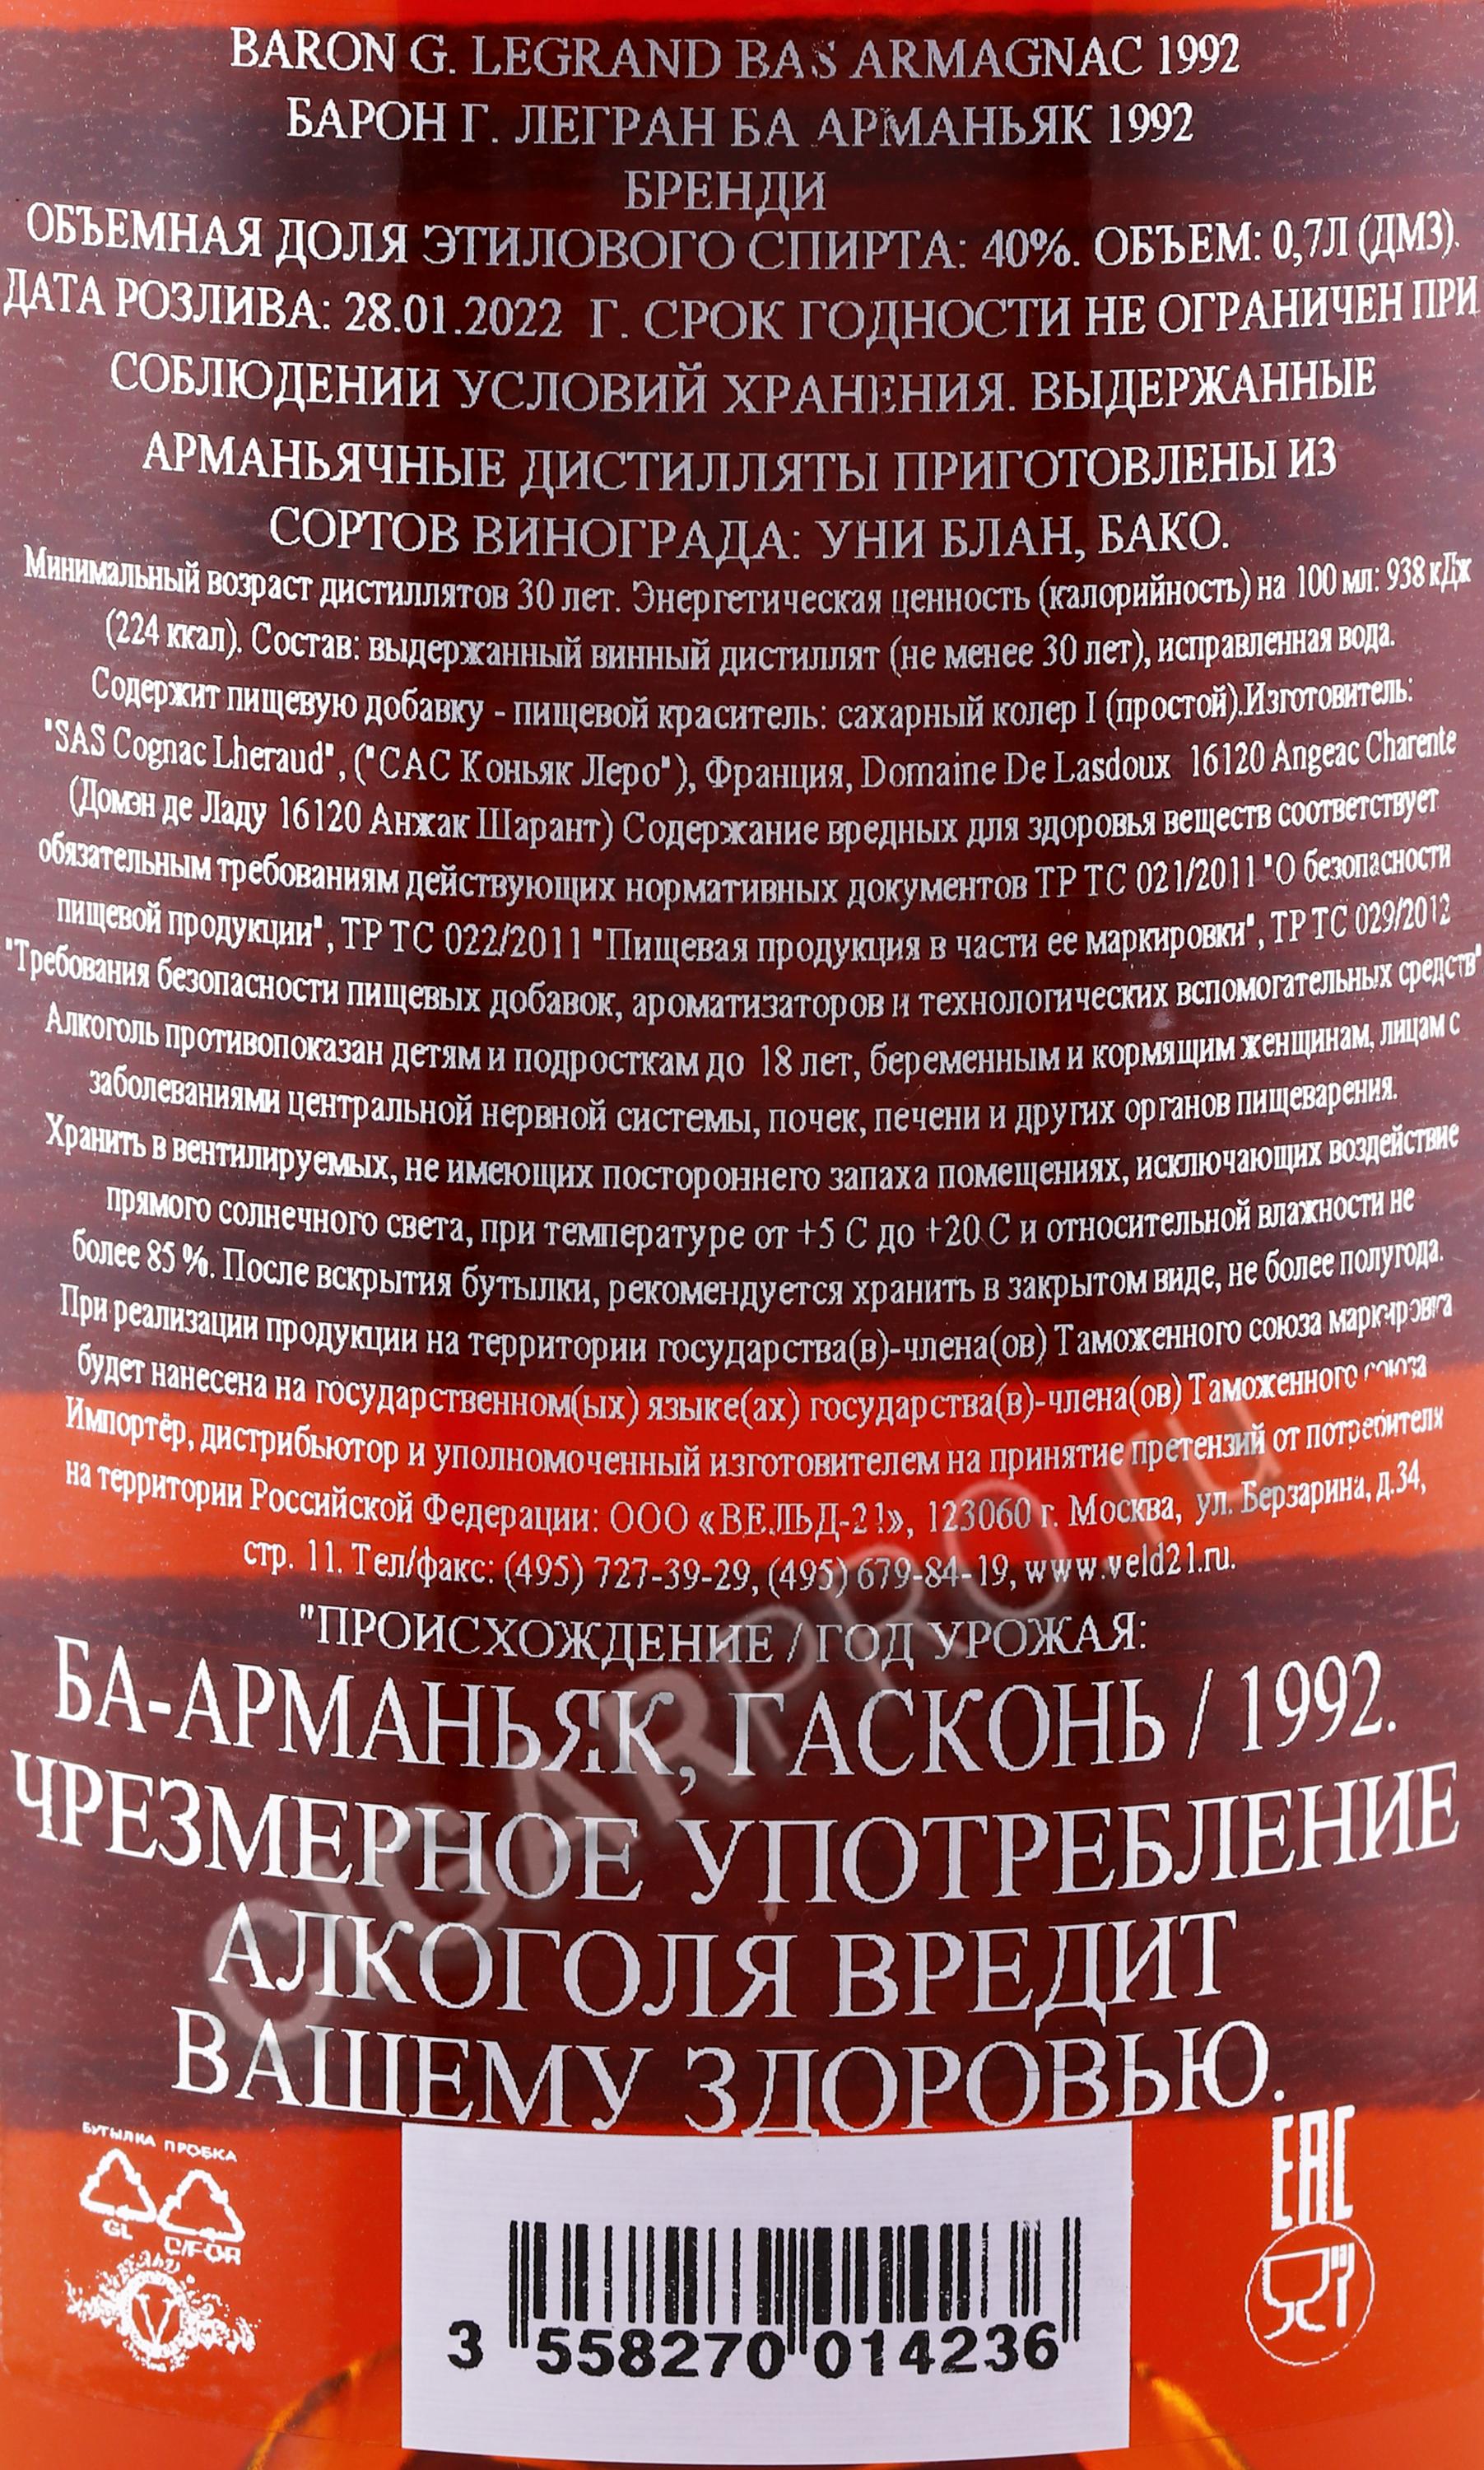 BARON G. LEGRAND BAS ARMAGNAC 1992
БАРОН Г. ЛЕГРАН БА АРМАНЬЯК 1992
БРЕНДИ
ОБЪЕМНАЯ ДОЛЯ ЭТИЛОВОГО СПИРТА: 40%. ОБЪЕМ: 0,7Л (ДМ3).
ДАТА РОЗЛИВА: 28.01.2022 Г. СРОК ГОДНОСТИ НЕ ОГРАНИЧЕН ПРИ
СОБЛЮДЕНИИ УСЛОВИЙ ХРАНЕНИЯ. ВЫДЕРЖАННЫЕ
АРМАНЬЯЧНЫЕ ДИСТИЛЛЯТЫ ПРИГОТОВЛЕНЫ ИЗ
СОРТОВ ВИНОГРАДА: УНИ БЛАН, БАКО.
Минимальный возраст дистиллятов 30 лет. Энергетическая ценность (калорийность) на 100 мл: 938 кДж
(224 ккал). Состав: выдержанный винный дистиллят (не менее 30 лет), исправленная вода.
Содержит пищевую добавку - пищевой краситель: сахарный колер I (простой).Изготовитель:
"SAS Cognac Lheraud", ("САС Коньяк Леро"), Франция, Domaine De Lasdoux 16120 Angeac Charente
(Домэн де Ладу 16120 Анжак Шарант) Содержание вредных для здоровья веществ соответствует
обязательным требованиям действующих нормативных документов ТР ТС 021/2011 "О безопасности
пищевой продукции", ТР ТС 022/2011 "Пищевая продукция в части ее маркировки", ТР ТС 029/2012
"Требования безопасности пищевых добавок, ароматизаторов и технологических вспомогательных средств"
Алкоголь противопоказан детям и подросткам до 18 лет, беременным и кормящим женщинам, лицам с
заболеваниями центральной нервной системы, почек, печени и других органов пищеварения.
Хранить в вентилируемых, не имеющих постороннего запаха помещениях, исключающих воздействие
прямого солнечного света, при температуре от +5 С до +20 С и относительной влажности не
более 85 %. После вскрытия бутылки, рекомендуется хранить в закрытом виде, не более полугода.
При реализации продукции на территории государства(в)-члена(ов) Таможенного союза маркировка
будет нанесена на государственном(ых) языке(ах) государства(в)-члена(ов) Таможенного союза
Импортёр, дистрибьютор и уполномоченный изготовителем на принятие претензий от потребителя
на территории Российской Федерации: ООО «ВЕЛЬД-21», 123060 г. Москва, ул. Берзарина, д.34,
стр. 11. Тел/факс: (495) 727-39-29, (495) 679-84-19, www.veld21.ru.
"ПРОИСХОЖДЕНИЕ / ГОД УРОЖАЯ:
БА-АРМАНЬЯК, ГАСКОНЬ / 1992.
ЧРЕЗМЕРНОЕ УПОТРЕБЛЕНИЕ
АЛКОГОЛЯ ВРЕДИТ
ВАШЕМУ ЗДОРОВЬЮ.
CIGARPRO.ru
БУТЫЛКА ПРОБКА
GL C/FOR
V
EAC
3 558270 014236